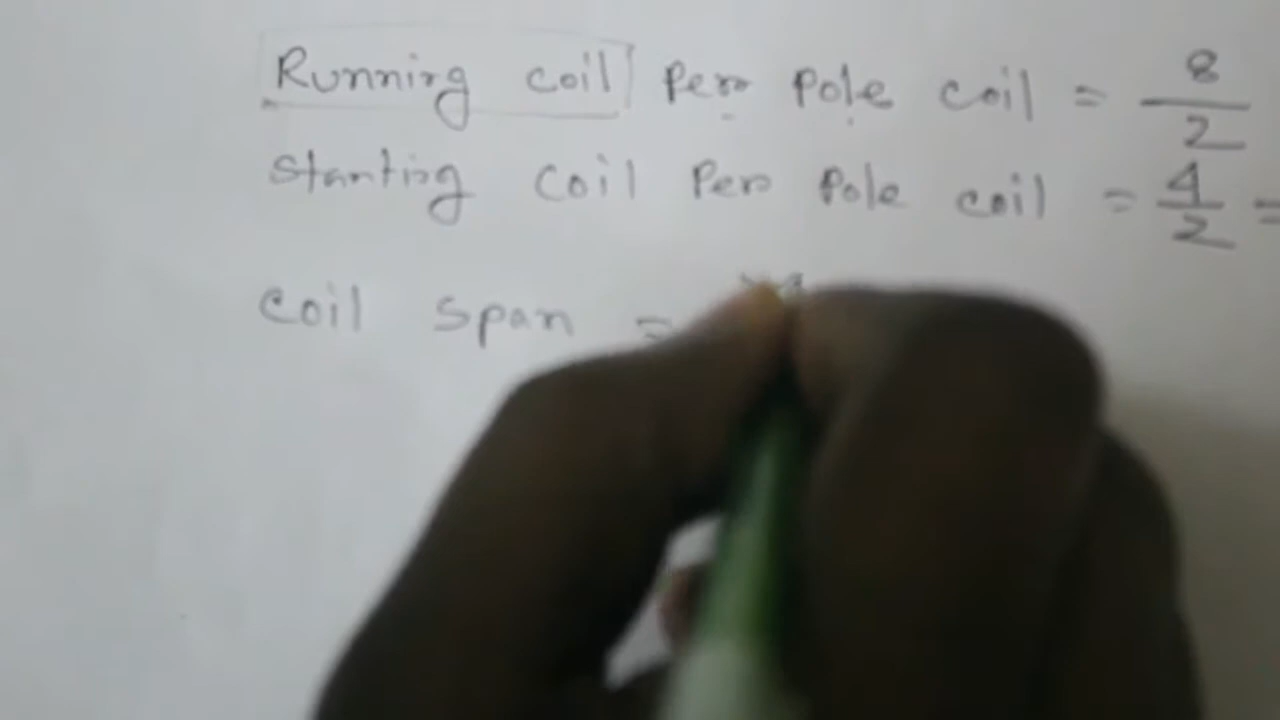 Running coil Per Pole coil = 8/2
Starting coil Per Pole coil = 4/2 =
coil span =